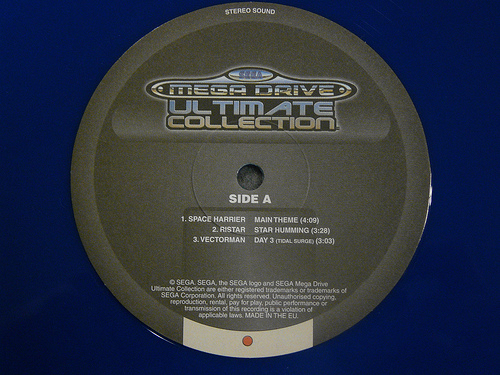 STEREO SOUND
SEGA
MEGA DRIVE
ULTIMATE
COLLECTION
SIDE A
1. SPACE HARRIER MAIN THEME (4:09)
2. RISTAR STAR HUMMING (3:28)
3. VECTORMAN DAY 3 (TIDAL SURGE) (3:03)
© SEGA. SEGA, the SEGA logo and SEGA Mega Drive
Ultimate Collection are either registered trademarks or trademarks of
SEGA Corporation. All rights reserved. Unauthorised copying,
reproduction, rental, pay for play, public performance or
transmission of this recording is a violation of
applicable laws. MADE IN THE EU.